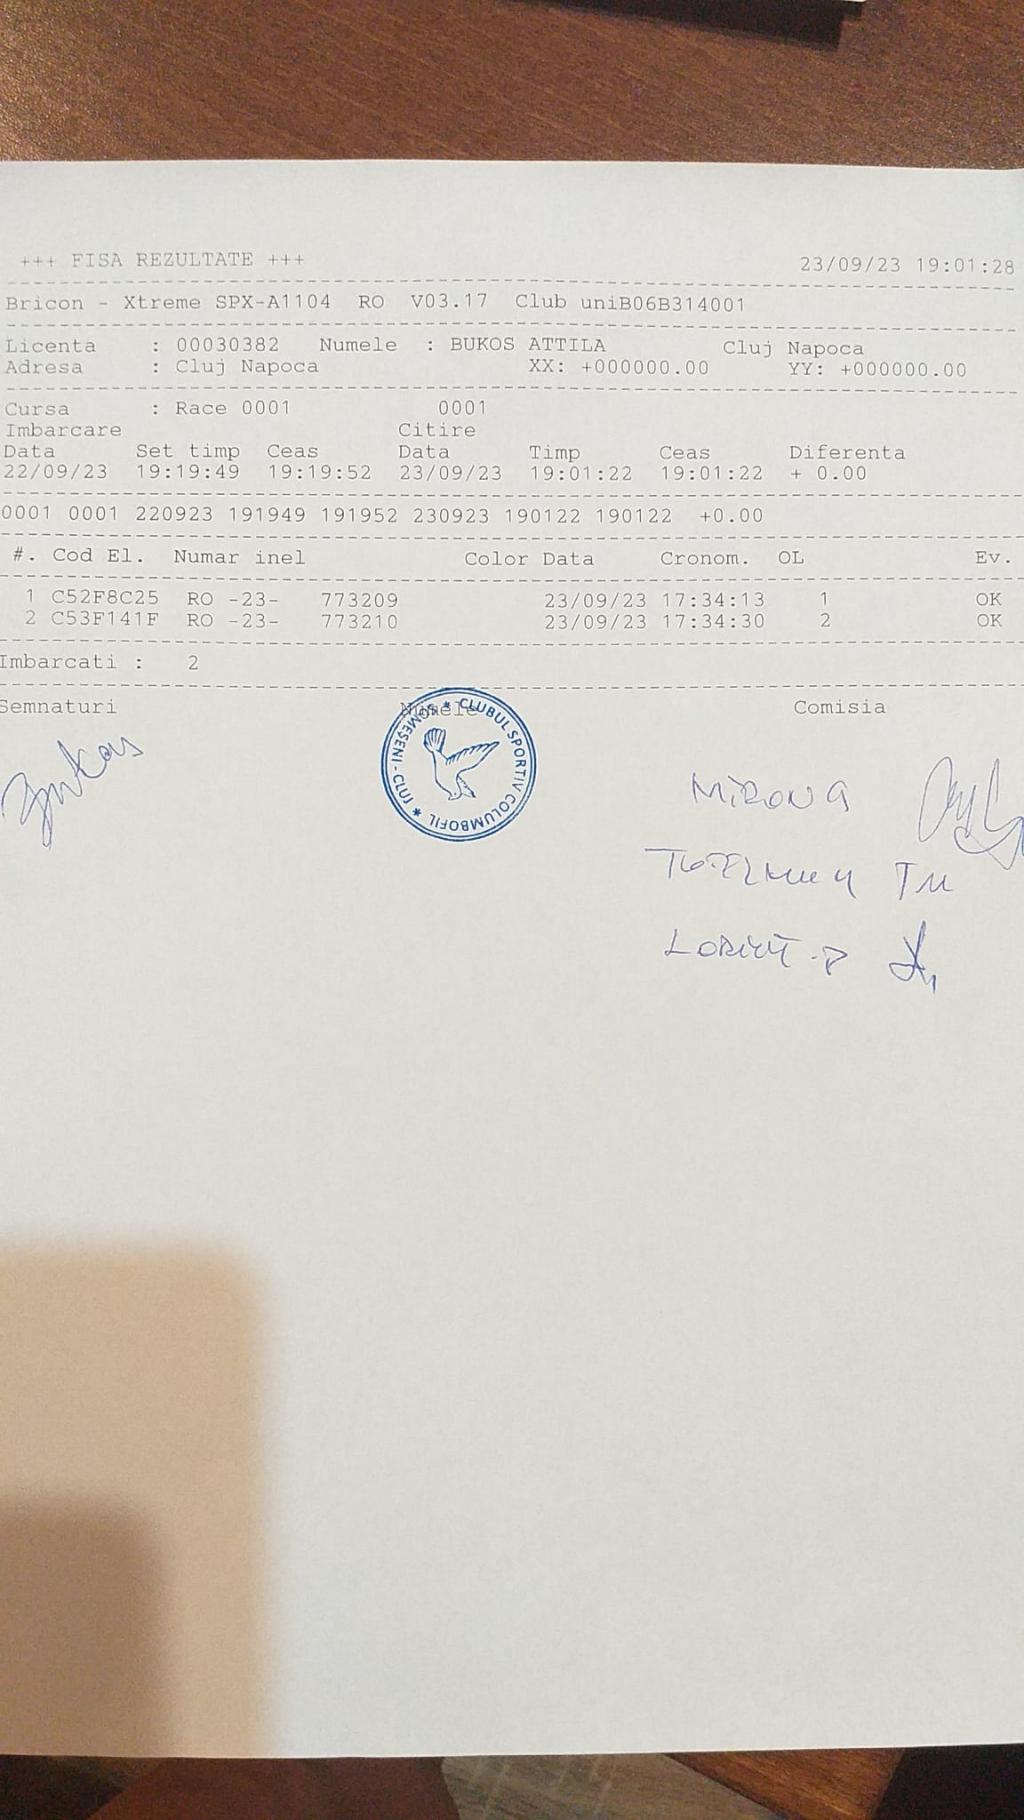 +++ FISA REZULTATE +++ 23/09/23 19:01:28
Bricon - Xtreme SPX-A1104 RO V03.17 Club uniB06B314001
Licenta : 00030382 Numele : BUKOS ATTILA Cluj Napoca
Adresa : Cluj Napoca XX: +000000.00 YY: +000000.00
Cursa : Race 0001 0001
Imbarcare Citire
Data Set timp Ceas Data Timp Ceas Diferenta
22/09/23 19:19:49 19:19:52 23/09/23 19:01:22 19:01:22 + 0.00
0001 0001 220923 191949 191952 230923 190122 190122 +0.00
#. Cod El. Numar inel Color Data Cronom. OL Ev.
1 C52F8C25 RO -23- 773209 23/09/23 17:34:13 1 OK
2 C53F141F RO -23- 773210 23/09/23 17:34:30 2 OK
Imbarcati : 2
Semnaturi Numele Comisia
* CLUBUL SPORTIV COLUMBOFIL * CLUJ - SOMESENI
MIRON A